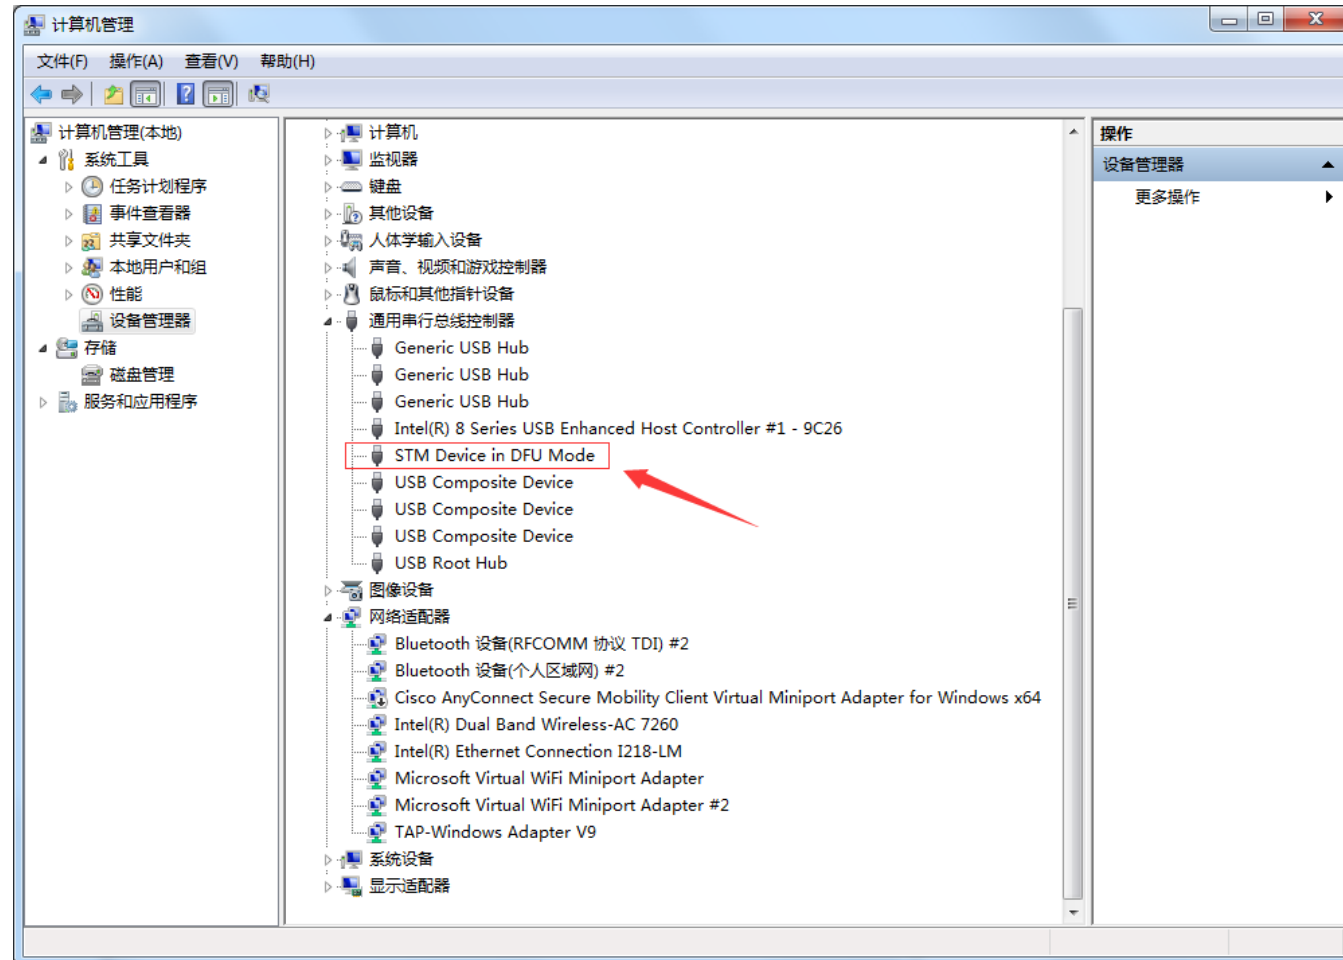 计算机管理
文件(F) 操作(A) 查看(V) 帮助(H)
计算机管理(本地)
系统工具
任务计划程序
事件查看器
共享文件夹
本地用户和组
性能
设备管理器
存储
磁盘管理
服务和应用程序
计算机
监视器
键盘
其他设备
人体学输入设备
声音、视频和游戏控制器
鼠标和其他指针设备
通用串行总线控制器
Generic USB Hub
Generic USB Hub
Generic USB Hub
Intel(R) 8 Series USB Enhanced Host Controller #1 - 9C26
STM Device in DFU Mode
USB Composite Device
USB Composite Device
USB Composite Device
USB Root Hub
图像设备
网络适配器
Bluetooth 设备(RFCOMM 协议 TDI) #2
Bluetooth 设备(个人区域网) #2
Cisco AnyConnect Secure Mobility Client Virtual Miniport Adapter for Windows x64
Intel(R) Dual Band Wireless-AC 7260
Intel(R) Ethernet Connection I218-LM
Microsoft Virtual WiFi Miniport Adapter
Microsoft Virtual WiFi Miniport Adapter #2
TAP-Windows Adapter V9
系统设备
显示适配器
操作
设备管理器
更多操作